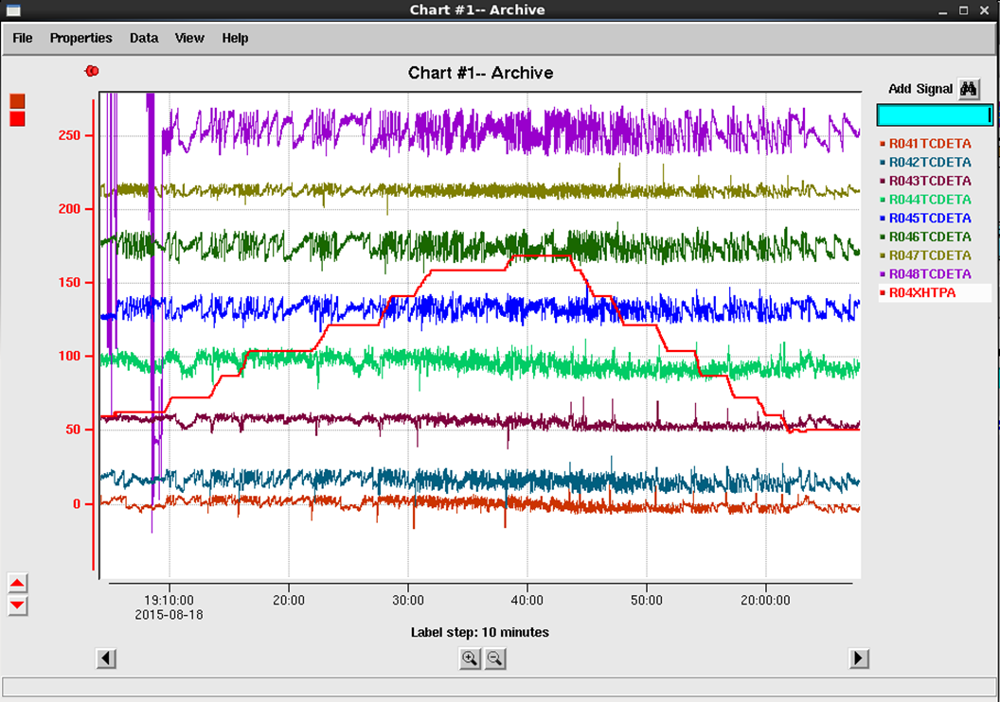 Chart #1-- Archive
File Properties Data View Help
Chart #1-- Archive
Add Signal
R041TCDETA
R042TCDETA
R043TCDETA
R044TCDETA
R045TCDETA
R046TCDETA
R047TCDETA
R048TCDETA
R04XHTPA
250
200
150
100
50
0
19:10:00 20:00 30:00 40:00 50:00 20:00:00
2015-08-18
Label step: 10 minutes